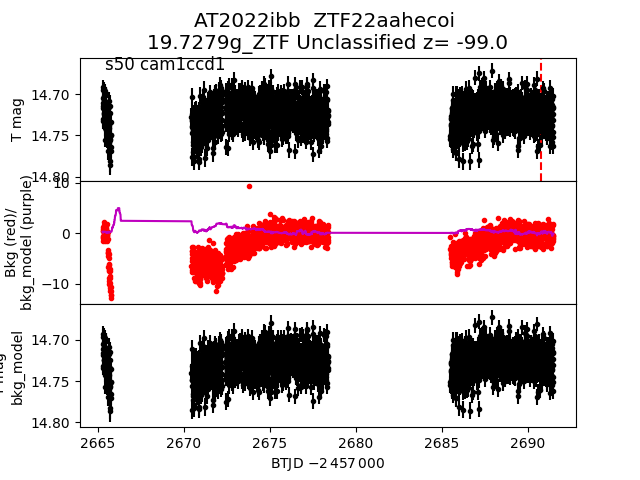 AT2022ibb ZTF22aahecoi
19.7279g_ZTF Unclassified z= -99.0
s50 cam1ccd1
T mag
14.70
14.75
14.80
Bkg (red)/
bkg_model (purple)
10
0
−10
mag
bkg_model
14.70
14.75
14.80
2665 2670 2675 2680 2685 2690
BTJD −2 457 000